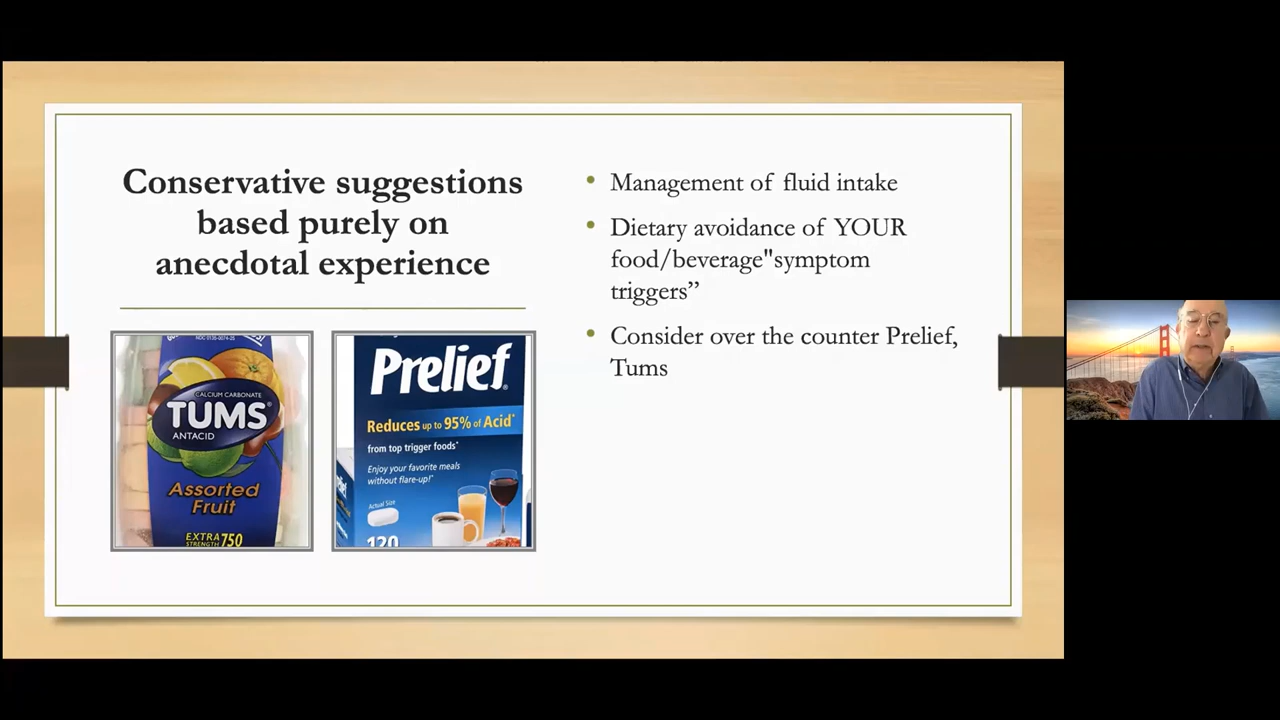 Conservative suggestions
based purely on
anecdotal experience
• Management of fluid intake
• Dietary avoidance of YOUR
food/beverage"symptom
triggers”
• Consider over the counter Prelief,
Tums
CALCIUM CARBONATE
TUMS®
ANTACID
Assorted
Fruit
EXTRA
STRENGTH 750
Prelief®
Reduces up to 95% of Acid*
from top trigger foods*
Enjoy your favorite meals
without flare-up!*
Actual Size
120
Prelief